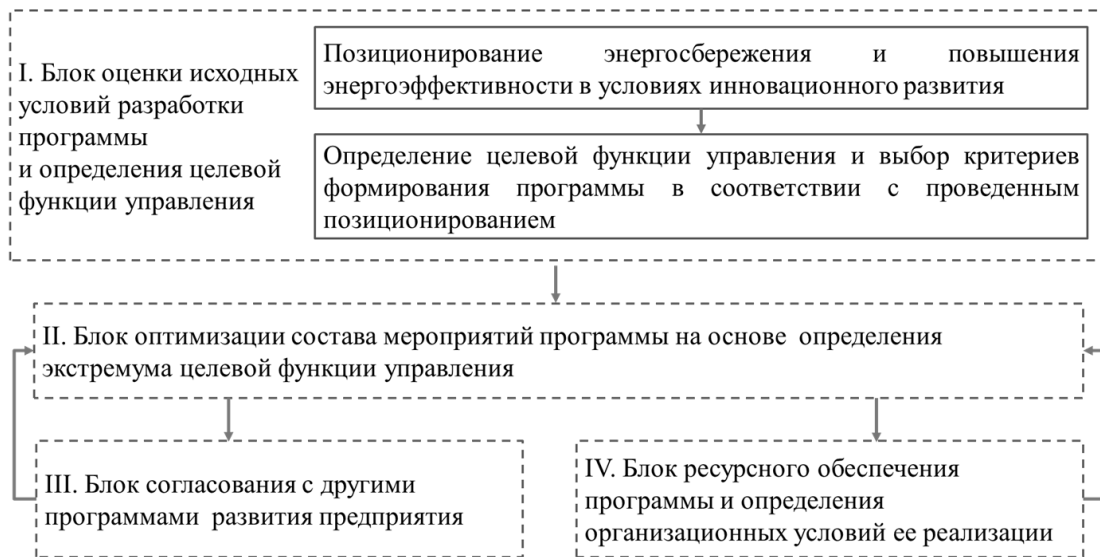 I. Блок оценки исходных
условий разработки
программы
и определения целевой
функции управления
Позиционирование энергосбережения и повышения
энергоэффективности в условиях инновационного развития
Определение целевой функции управления и выбор критериев
формирования программы в соответствии с проведенным
позиционированием
II. Блок оптимизации состава мероприятий программы на основе определения
экстремума целевой функции управления
III. Блок согласования с другими
программами развития предприятия
IV. Блок ресурсного обеспечения
программы и определения
организационных условий ее реализации